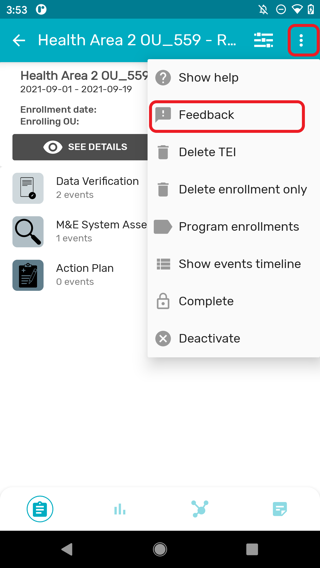 3:53
Health Area 2 OU_559 - R...
Health Area 2 OU_559
2021-09-01 - 2021-09-19
Enrollment date:
Enrolling OU:
SEE DETAILS
Data Verification
2 events
M&E System Asse
1 events
Action Plan
0 events
Show help
Feedback
Delete TEI
Delete enrollment only
Program enrollments
Show events timeline
Complete
Deactivate